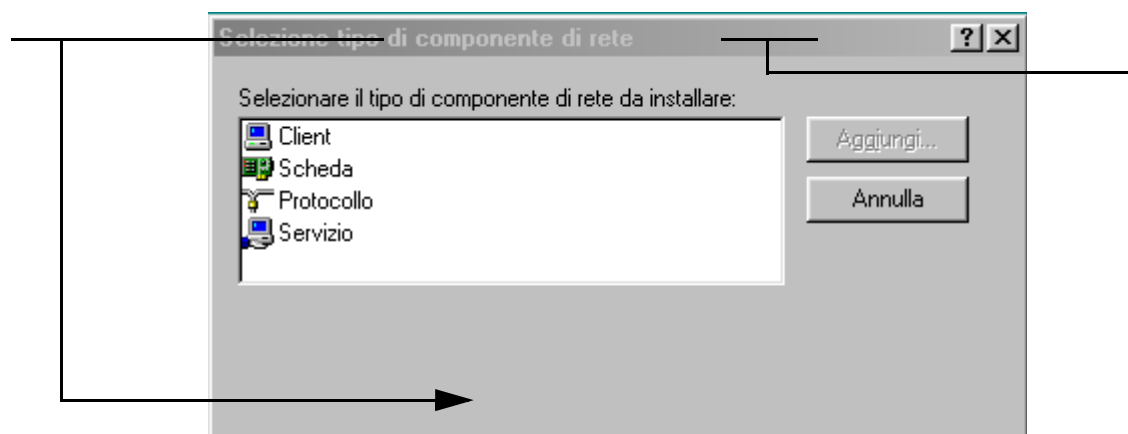 Selezione tipo di componente di rete
Selezionare il tipo di componente di rete da installare:
Client
Scheda
Protocollo
Servizio
Aggiungi...
Annulla